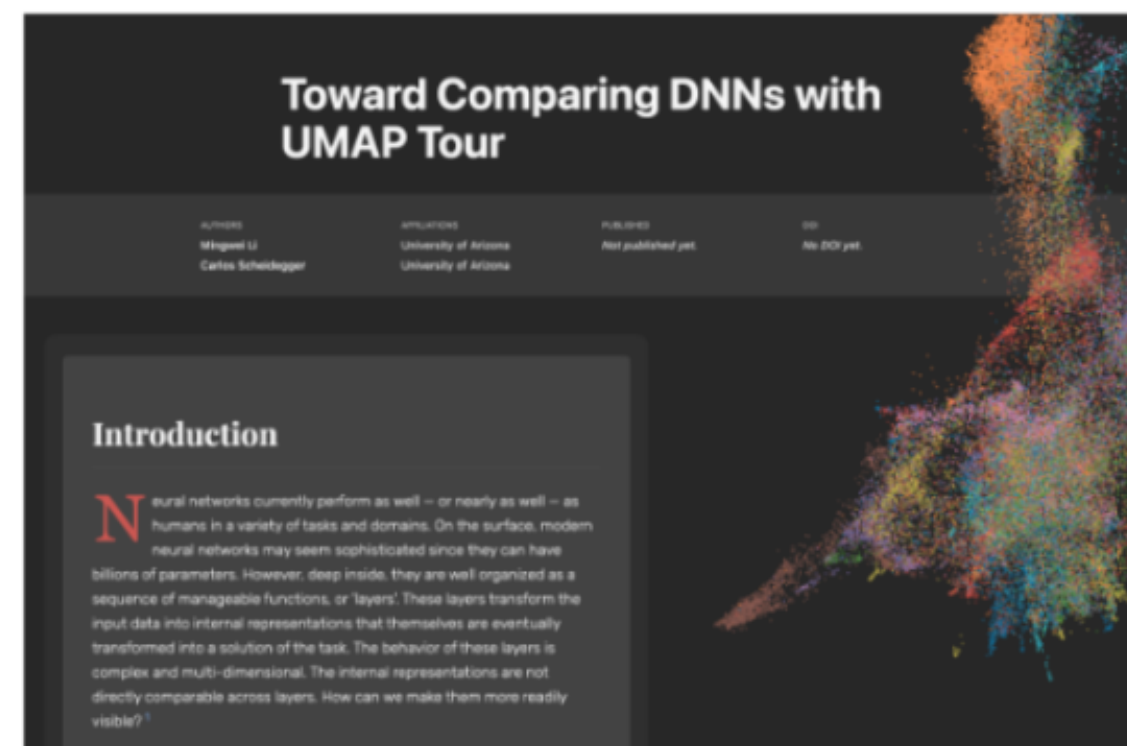 Toward Comparing DNNs with
UMAP Tour
AUTHORS
Mingwei Li
Carlos Scheidegger
AFFILIATIONS
University of Arizona
University of Arizona
PUBLISHED
Not published yet.
DOI
No DOI yet.
Introduction
Neural networks currently perform as well – or nearly as well – as
humans in a variety of tasks and domains. On the surface, modern
neural networks may seem sophisticated since they can have
billions of parameters. However, deep inside, they are well organized as a
sequence of manageable functions, or 'layers'. These layers transform the
input data into internal representations that themselves are eventually
transformed into a solution of the task. The behavior of these layers is
complex and multi-dimensional. The internal representations are not
directly comparable across layers. How can we make them more readily
visible? 1